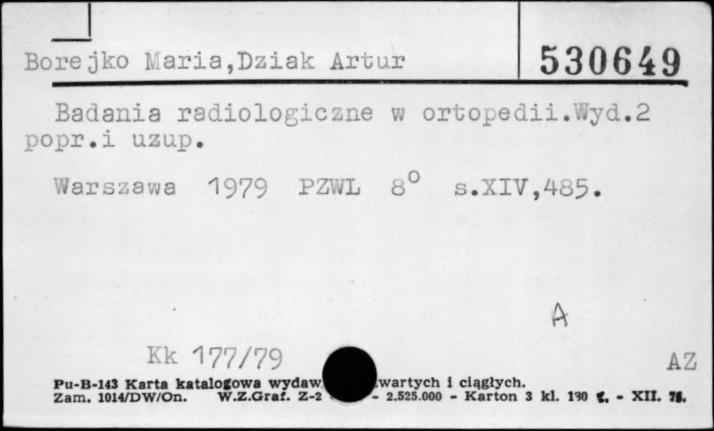 Borejko Maria,Dziak Artur
530649
Badania radiologiczne w ortopedii.Wyd.2
popr.i uzup.
Warszawa 1979 PZWL 8° s.XIV,485.
A
Kk 177/79
AZ
Pu-B-143 Karta katalogowa wydaw. wartych i ciągłych.
Zam. 1014/DW/On. W.Z.Graf. Z-2 - 2.525.000 - Karton 3 kl. - XII.